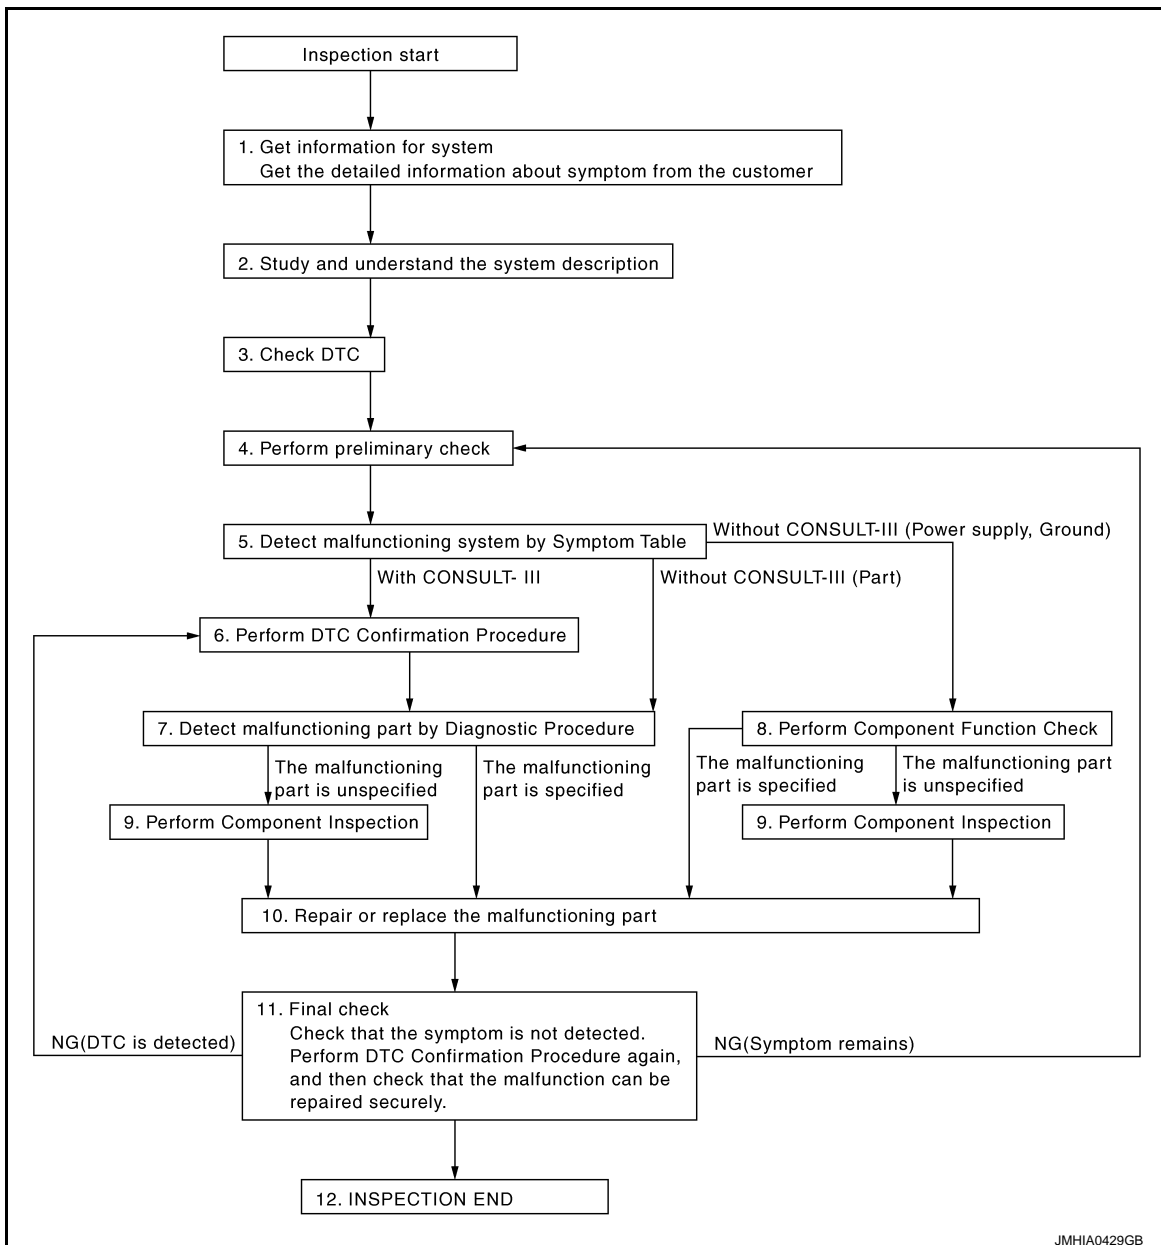 Inspection start
1. Get information for system
Get the detailed information about symptom from the customer
2. Study and understand the system description
3. Check DTC
4. Perform preliminary check
Without CONSULT-III (Power supply, Ground)
5. Detect malfunctioning system by Symptom Table
With CONSULT- III
Without CONSULT-III (Part)
6. Perform DTC Confirmation Procedure
7. Detect malfunctioning part by Diagnostic Procedure
8. Perform Component Function Check
The malfunctioning
part is unspecified
The malfunctioning
part is specified
The malfunctioning
part is specified
The malfunctioning part
is unspecified
9. Perform Component Inspection
9. Perform Component Inspection
10. Repair or replace the malfunctioning part
11. Final check
Check that the symptom is not detected.
Perform DTC Confirmation Procedure again,
and then check that the malfunction can be
repaired securely.
NG(DTC is detected)
NG(Symptom remains)
12. INSPECTION END
JMHIA0429GB